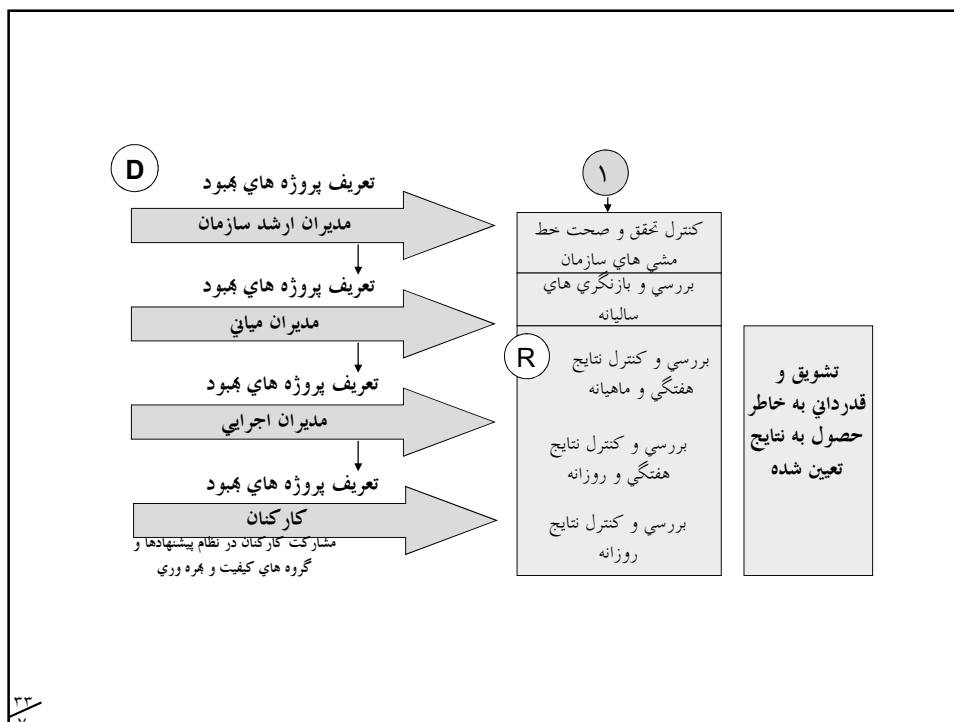 D
تعريف پروژه هاي بهبود
مديران ارشد سازمان
تعريف پروژه هاي بهبود
مديران مياني
تعريف پروژه هاي بهبود
مديران اجرايي
تعريف پروژه هاي بهبود
كاركنان
مشاركت كاركنان در نظام پيشنهادها و
گروه هاي كيفيت و بهره وري
۱
كنترل تحقق و صحت خط
مشي هاي سازمان
بررسي و بازنگري هاي
ساليانه
R
بررسي و كنترل نتايج
هفتگي و ماهيانه
بررسي و كنترل نتايج
هفتگي و روزانه
بررسي و كنترل نتايج
روزانه
تشويق و
قدرداني به خاطر
حصول به نتايج
تعيين شده
۳۳